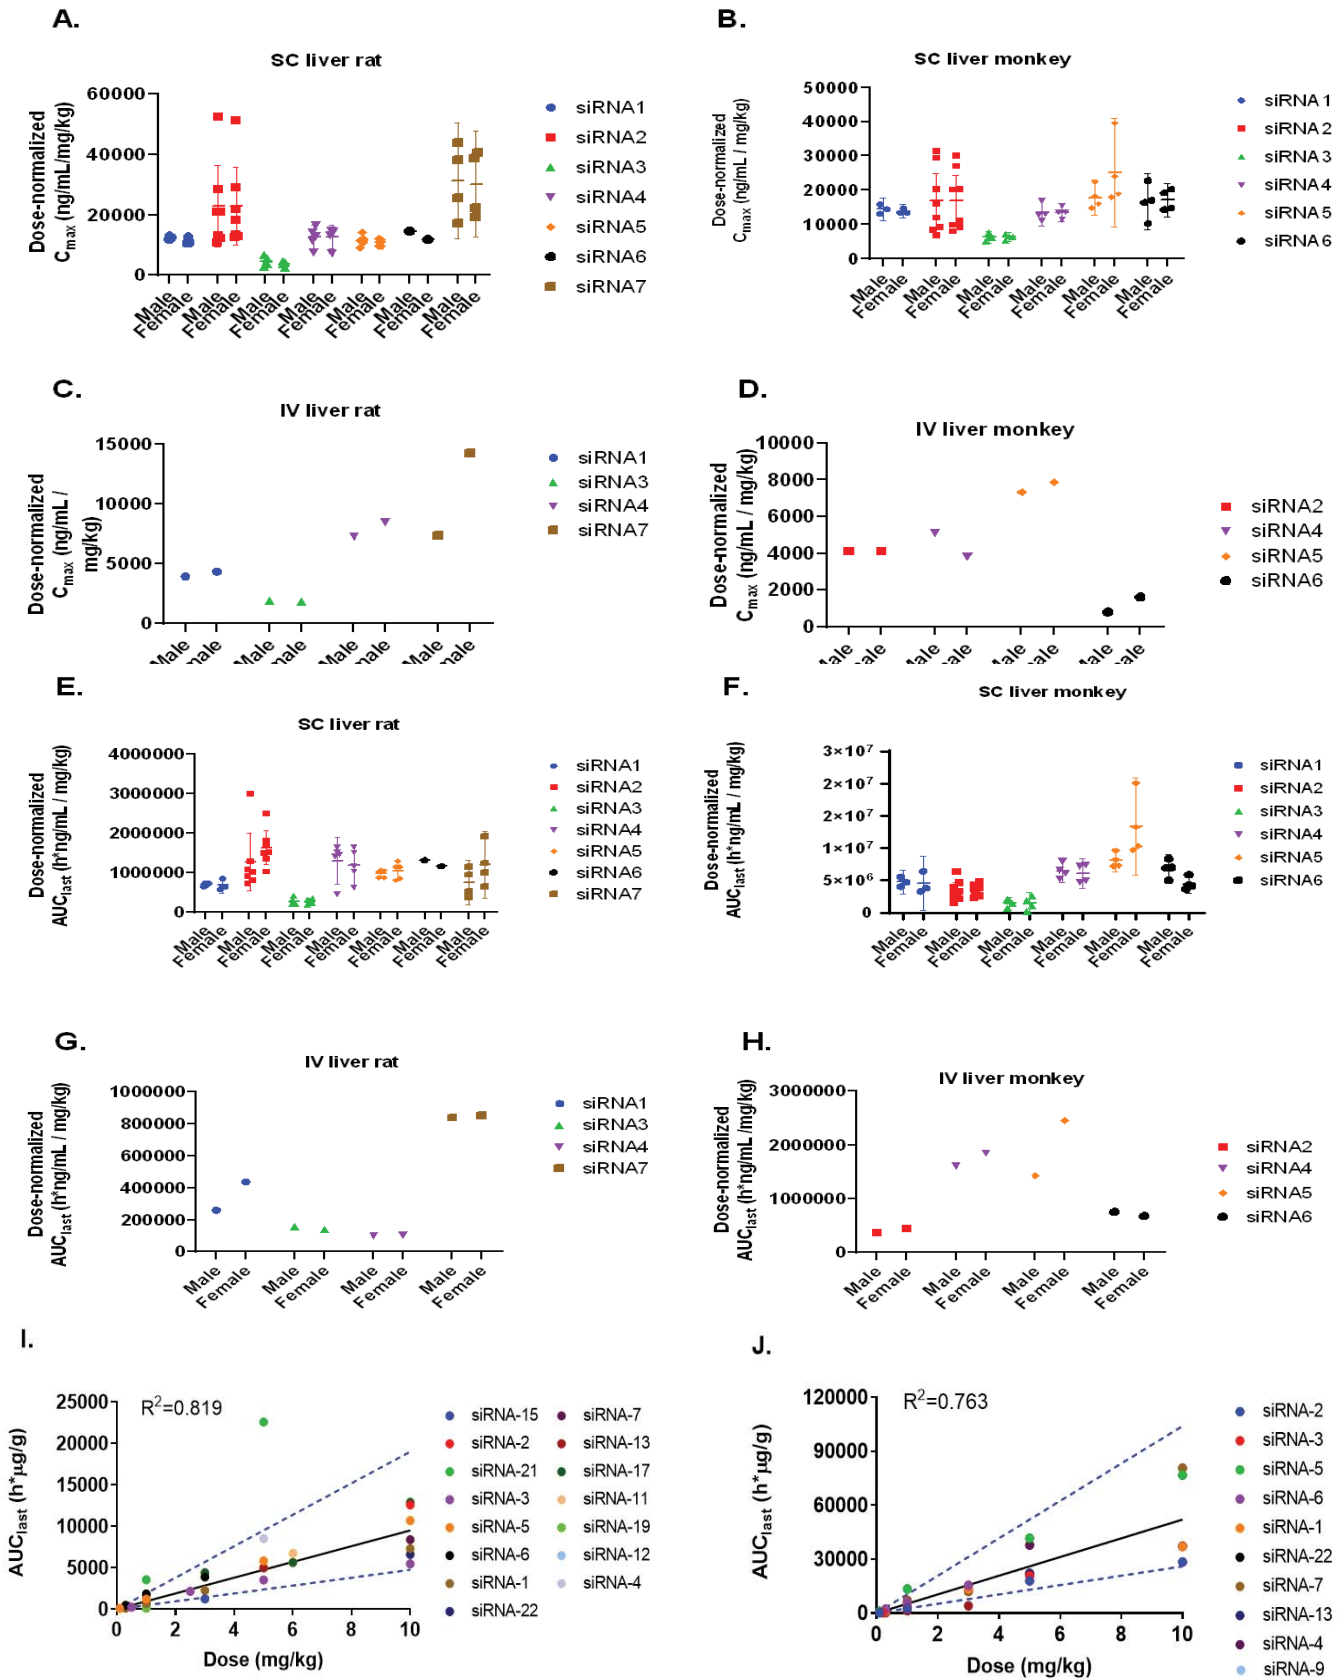 A.
SC liver rat
Dose-normalized
Cmax (ng/mL/mg/kg)
60000
40000
20000
0
Male
Female
Male
Female
Male
Female
Male
Female
Male
Female
Male
Female
Male
Female
siRNA1
siRNA2
siRNA3
siRNA4
siRNA5
siRNA6
siRNA7
B.
SC liver monkey
Dose-normalized
Cmax (ng/mL / mg/kg)
50000
40000
30000
20000
10000
0
Male
Female
Male
Female
Male
Female
Male
Female
Male
Female
Male
Female
siRNA1
siRNA2
siRNA3
siRNA4
siRNA5
siRNA6
C.
IV liver rat
Dose-normalized
Cmax (ng/mL /
mg/kg)
15000
10000
5000
0
siRNA1
siRNA3
siRNA4
siRNA7
D.
IV liver monkey
Dose-normalized
Cmax (ng/mL / mg/kg)
10000
8000
6000
4000
2000
0
siRNA2
siRNA4
siRNA5
siRNA6
E.
SC liver rat
Dose-normalized
AUClast (h*ng/mL / mg/kg)
4000000
3000000
2000000
1000000
0
Male
Female
Male
Female
Male
Female
Male
Female
Male
Female
Male
Female
Male
Female
siRNA1
siRNA2
siRNA3
siRNA4
siRNA5
siRNA6
siRNA7
F.
SC liver monkey
Dose-normalized
AUClast (h*ng/mL / mg/kg)
3×10⁷
2×10⁷
2×10⁷
1×10⁷
5×10⁶
0
Male
Female
Male
Female
Male
Female
Male
Female
Male
Female
Male
Female
siRNA1
siRNA2
siRNA3
siRNA4
siRNA5
siRNA6
G.
IV liver rat
Dose-normalized
AUClast (h*ng/mL / mg/kg)
1000000
800000
600000
400000
200000
0
Male
Female
Male
Female
Male
Female
Male
Female
siRNA1
siRNA3
siRNA4
siRNA7
H.
IV liver monkey
Dose-normalized
AUClast (h*ng/mL / mg/kg)
3000000
2000000
1000000
0
Male
Female
Male
Female
Male
Female
Male
Female
siRNA2
siRNA4
siRNA5
siRNA6
I.
R²=0.819
AUClast (h*µg/g)
25000
20000
15000
10000
5000
0
0 2 4 6 8 10
Dose (mg/kg)
siRNA-15
siRNA-2
siRNA-21
siRNA-3
siRNA-5
siRNA-6
siRNA-1
siRNA-22
siRNA-7
siRNA-13
siRNA-17
siRNA-11
siRNA-19
siRNA-12
siRNA-4
J.
R²=0.763
AUClast (h*µg/g)
120000
90000
60000
30000
0
0 2 4 6 8 10
Dose (mg/kg)
siRNA-2
siRNA-3
siRNA-5
siRNA-6
siRNA-1
siRNA-22
siRNA-7
siRNA-13
siRNA-4
siRNA-9